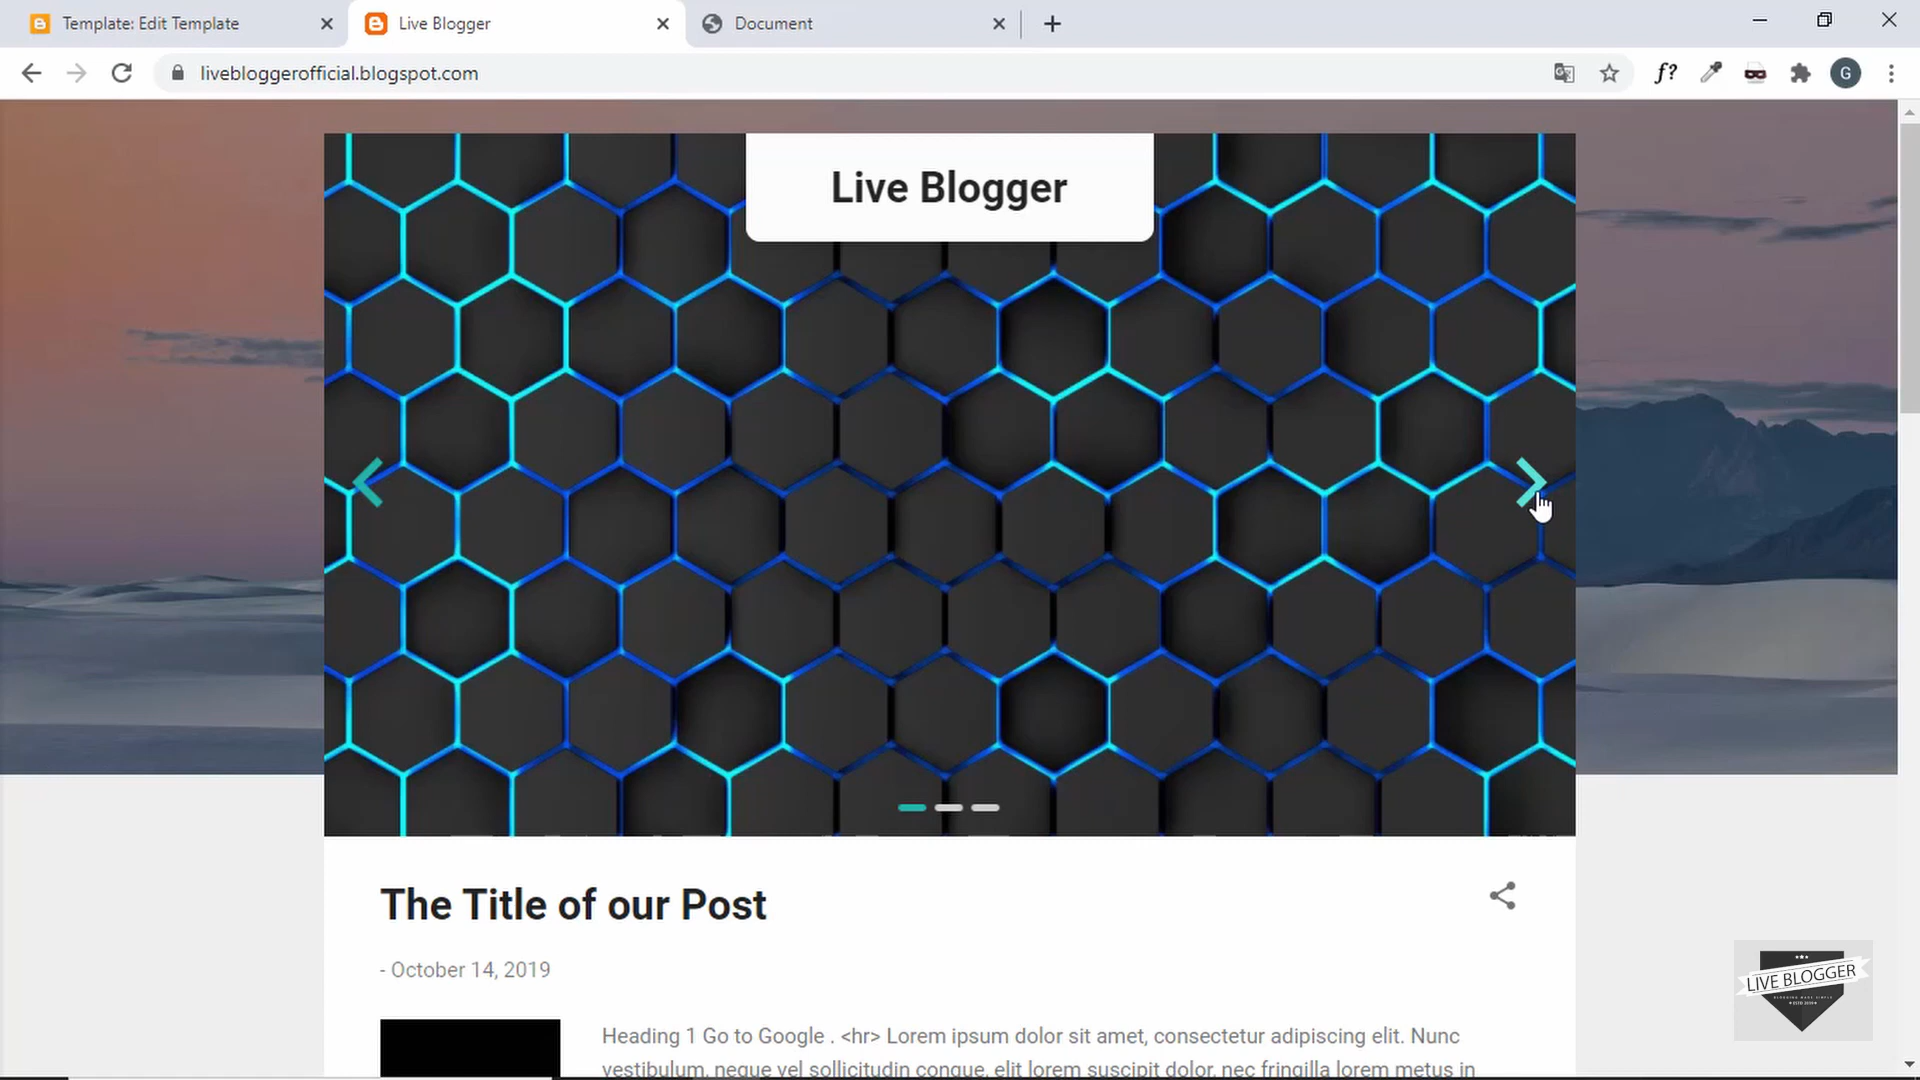 Template: Edit Template
Live Blogger
Document
livebloggerofficial.blogspot.com
f?
G
Live Blogger
The Title of our Post
- October 14, 2019
Heading 1 Go to Google . <hr> Lorem ipsum dolor sit amet, consectetur adipiscing elit. Nunc
vestibulum, neque vel sollicitudin congue, elit lorem suscipit dolor, nec fringilla lorem metus in
LIVE BLOGGER